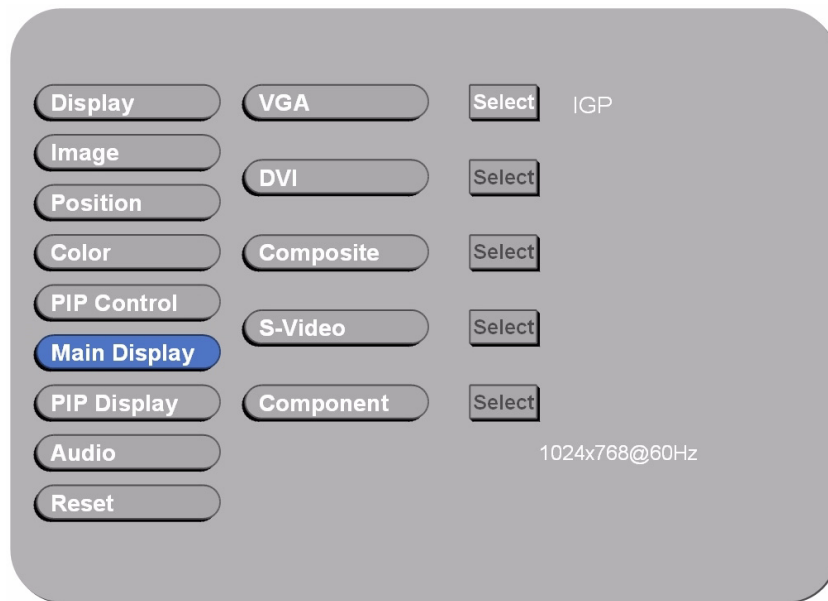 Display VGA Select IGP
Image
DVI Select
Position
Color Composite Select
PIP Control
S-Video Select
Main Display
PIP Display Component Select
Audio 1024x768@60Hz
Reset